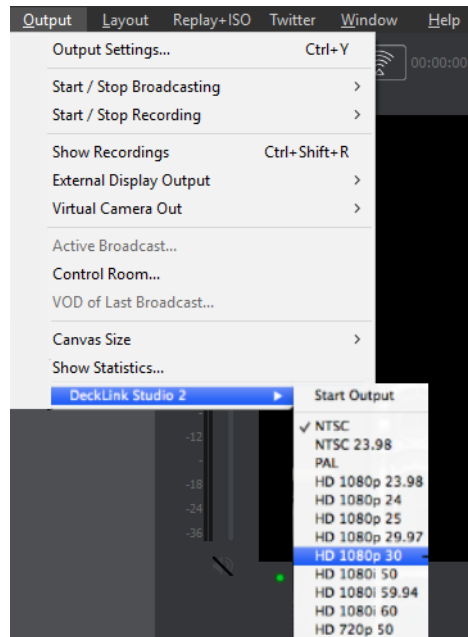 Output Layout Replay+ISO Twitter Window Help
Output Settings... Ctrl+Y
00:00:00
Start / Stop Broadcasting
Start / Stop Recording
Show Recordings Ctrl+Shift+R
External Display Output
Virtual Camera Out
Active Broadcast...
Control Room...
VOD of Last Broadcast...
Canvas Size
Show Statistics...
DeckLink Studio 2
Start Output
NTSC
NTSC 23.98
PAL
HD 1080p 23.98
HD 1080p 24
HD 1080p 25
HD 1080p 29.97
HD 1080p 30
HD 1080i 50
HD 1080i 59.94
HD 1080i 60
HD 720p 50
-12
-18
-24
-36